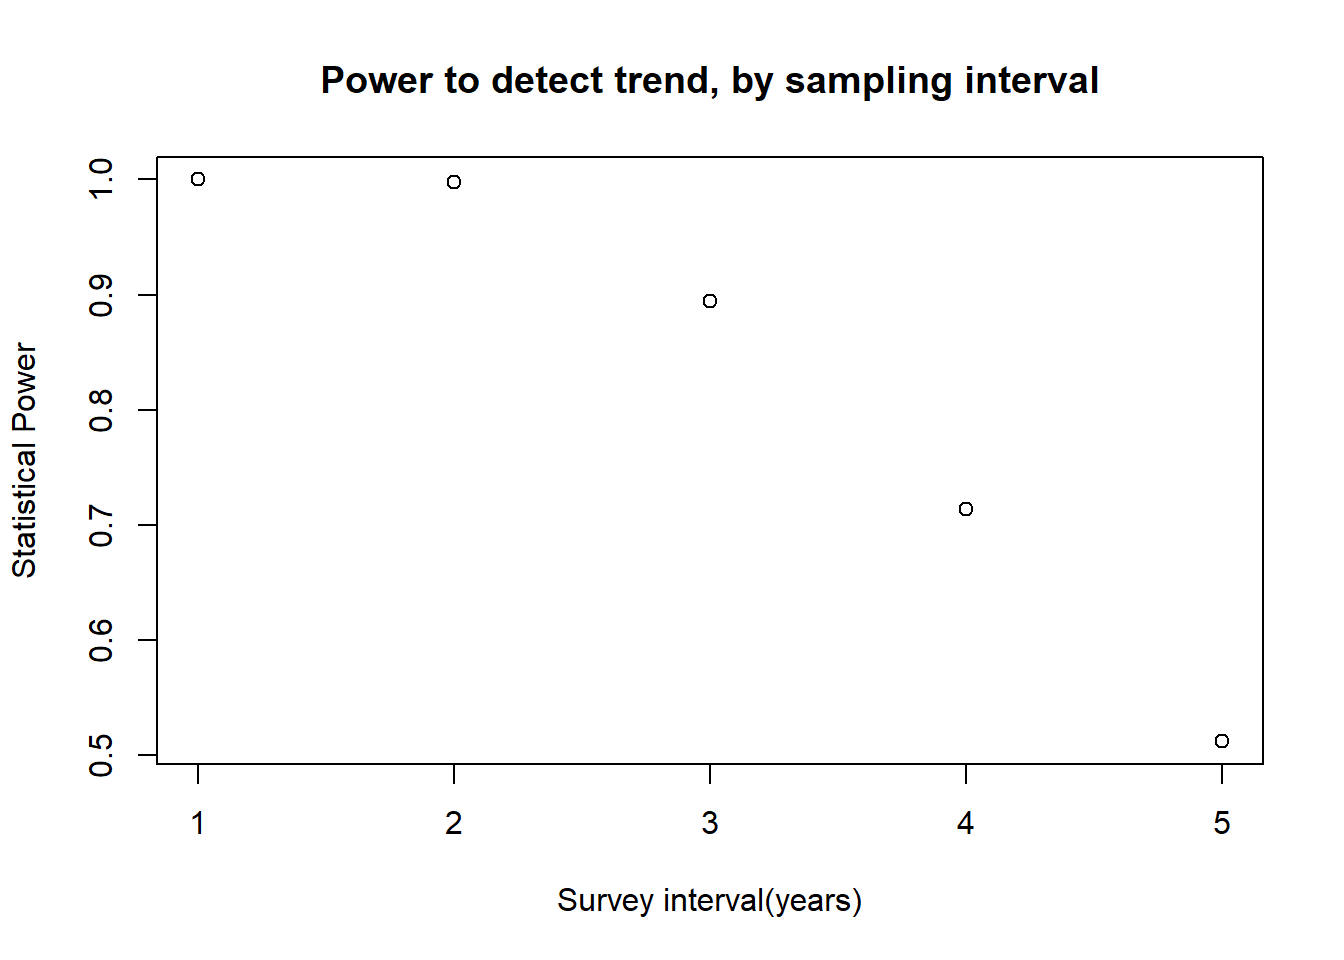 Power to detect trend, by sampling interval
1.0
0.9
0.8
0.7
0.6
0.5
Statistical Power
1 2 3 4 5
Survey interval(years)